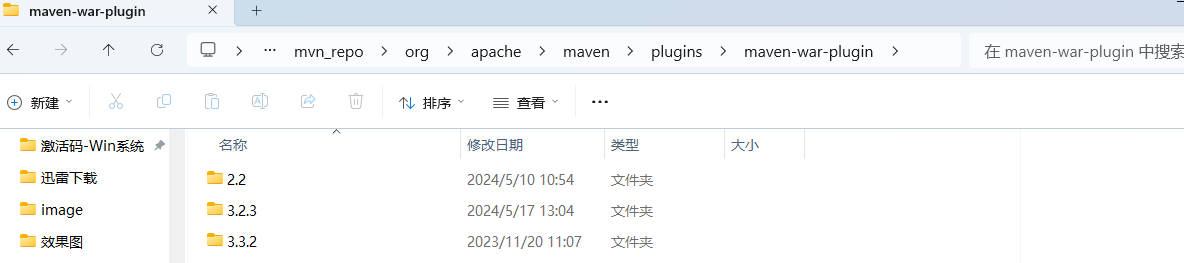 maven-war-plugin
mvn_repo org apache maven plugins maven-war-plugin 在 maven-war-plugin 中搜索
新建 排序 查看
激活码-Win系统
迅雷下载
image
效果图
名称 修改日期 类型 大小
2.2 2024/5/10 10:54 文件夹
3.2.3 2024/5/17 13:04 文件夹
3.3.2 2023/11/20 11:07 文件夹